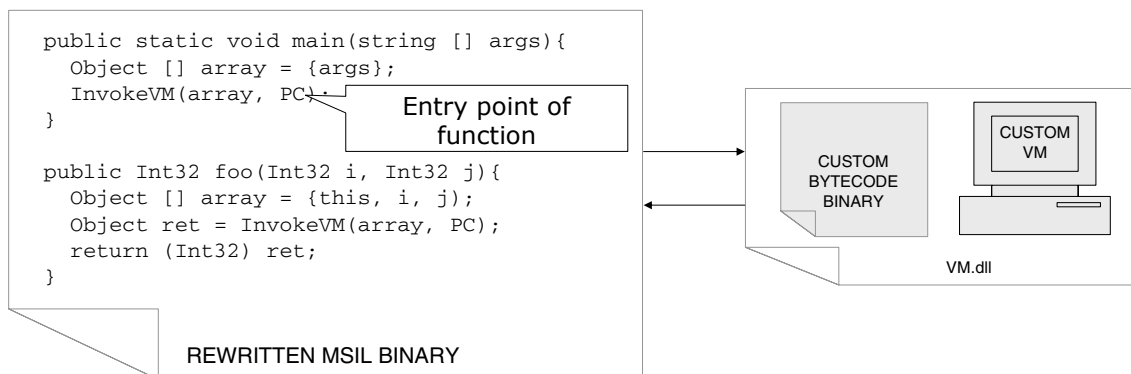 public static void main(string [] args){
Object [] array = {args};
InvokeVM(array, PC);
}
Entry point of
function
public Int32 foo(Int32 i, Int32 j){
Object [] array = {this, i, j);
Object ret = InvokeVM(array, PC);
return (Int32) ret;
}
REWRITTEN MSIL BINARY
CUSTOM
BYTECODE
BINARY
CUSTOM
VM
VM.dll